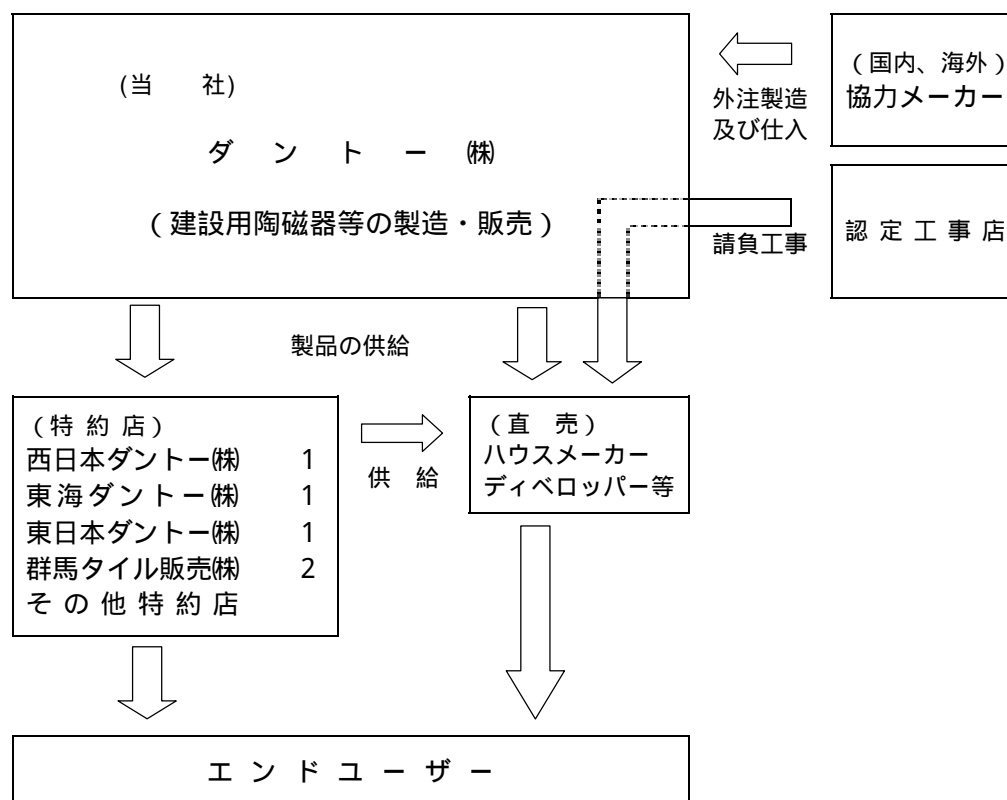 (当 社)
ダ ン ト ー ㈱
(建設用陶磁器等の製造・販売)
外注製造
及び仕入
(国内、海外)
協力メーカー
請負工事
認 定 工 事 店
製品の供給
(特 約 店)
西日本ダントー㈱ 1
東海ダントー㈱ 1
東日本ダントー㈱ 1
群馬タイル販売㈱ 2
そ の 他 特 約 店
供 給
(直 売)
ハウスメーカー
ディベロッパー等
エ ン ド ユ ー ザ ー